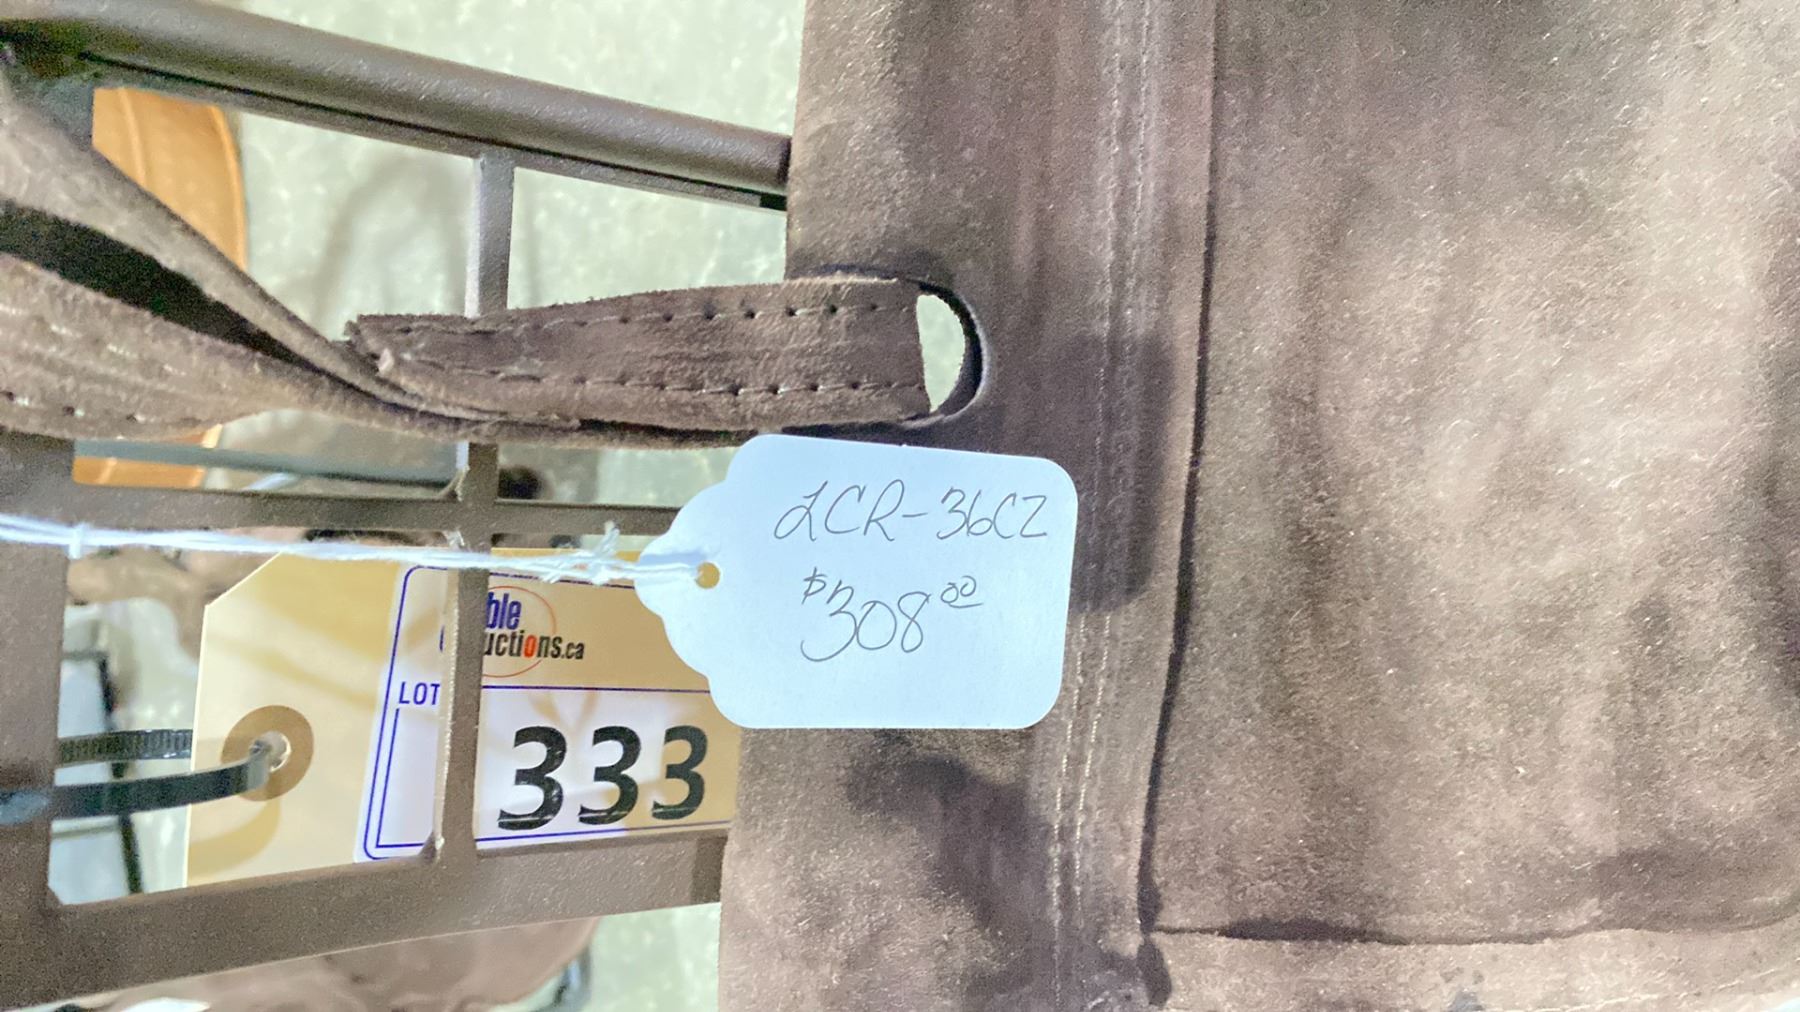 LCR-36CZ
$308.00
ble
uctions.ca
LOT
333